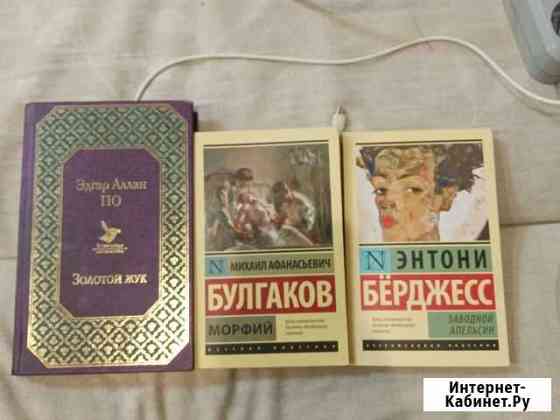 Эдгар Аллан
ПО
Золотой жук
N
МИХАИЛ АФАНАСЬЕВИЧ
БУЛГАКОВ
МОРФИЙ
N
ЭНТОНИ
БЁРДЖЕСС
ЗАВОДНОЙ
АПЕЛЬСИН
Интернет-
Кабинет.Ру